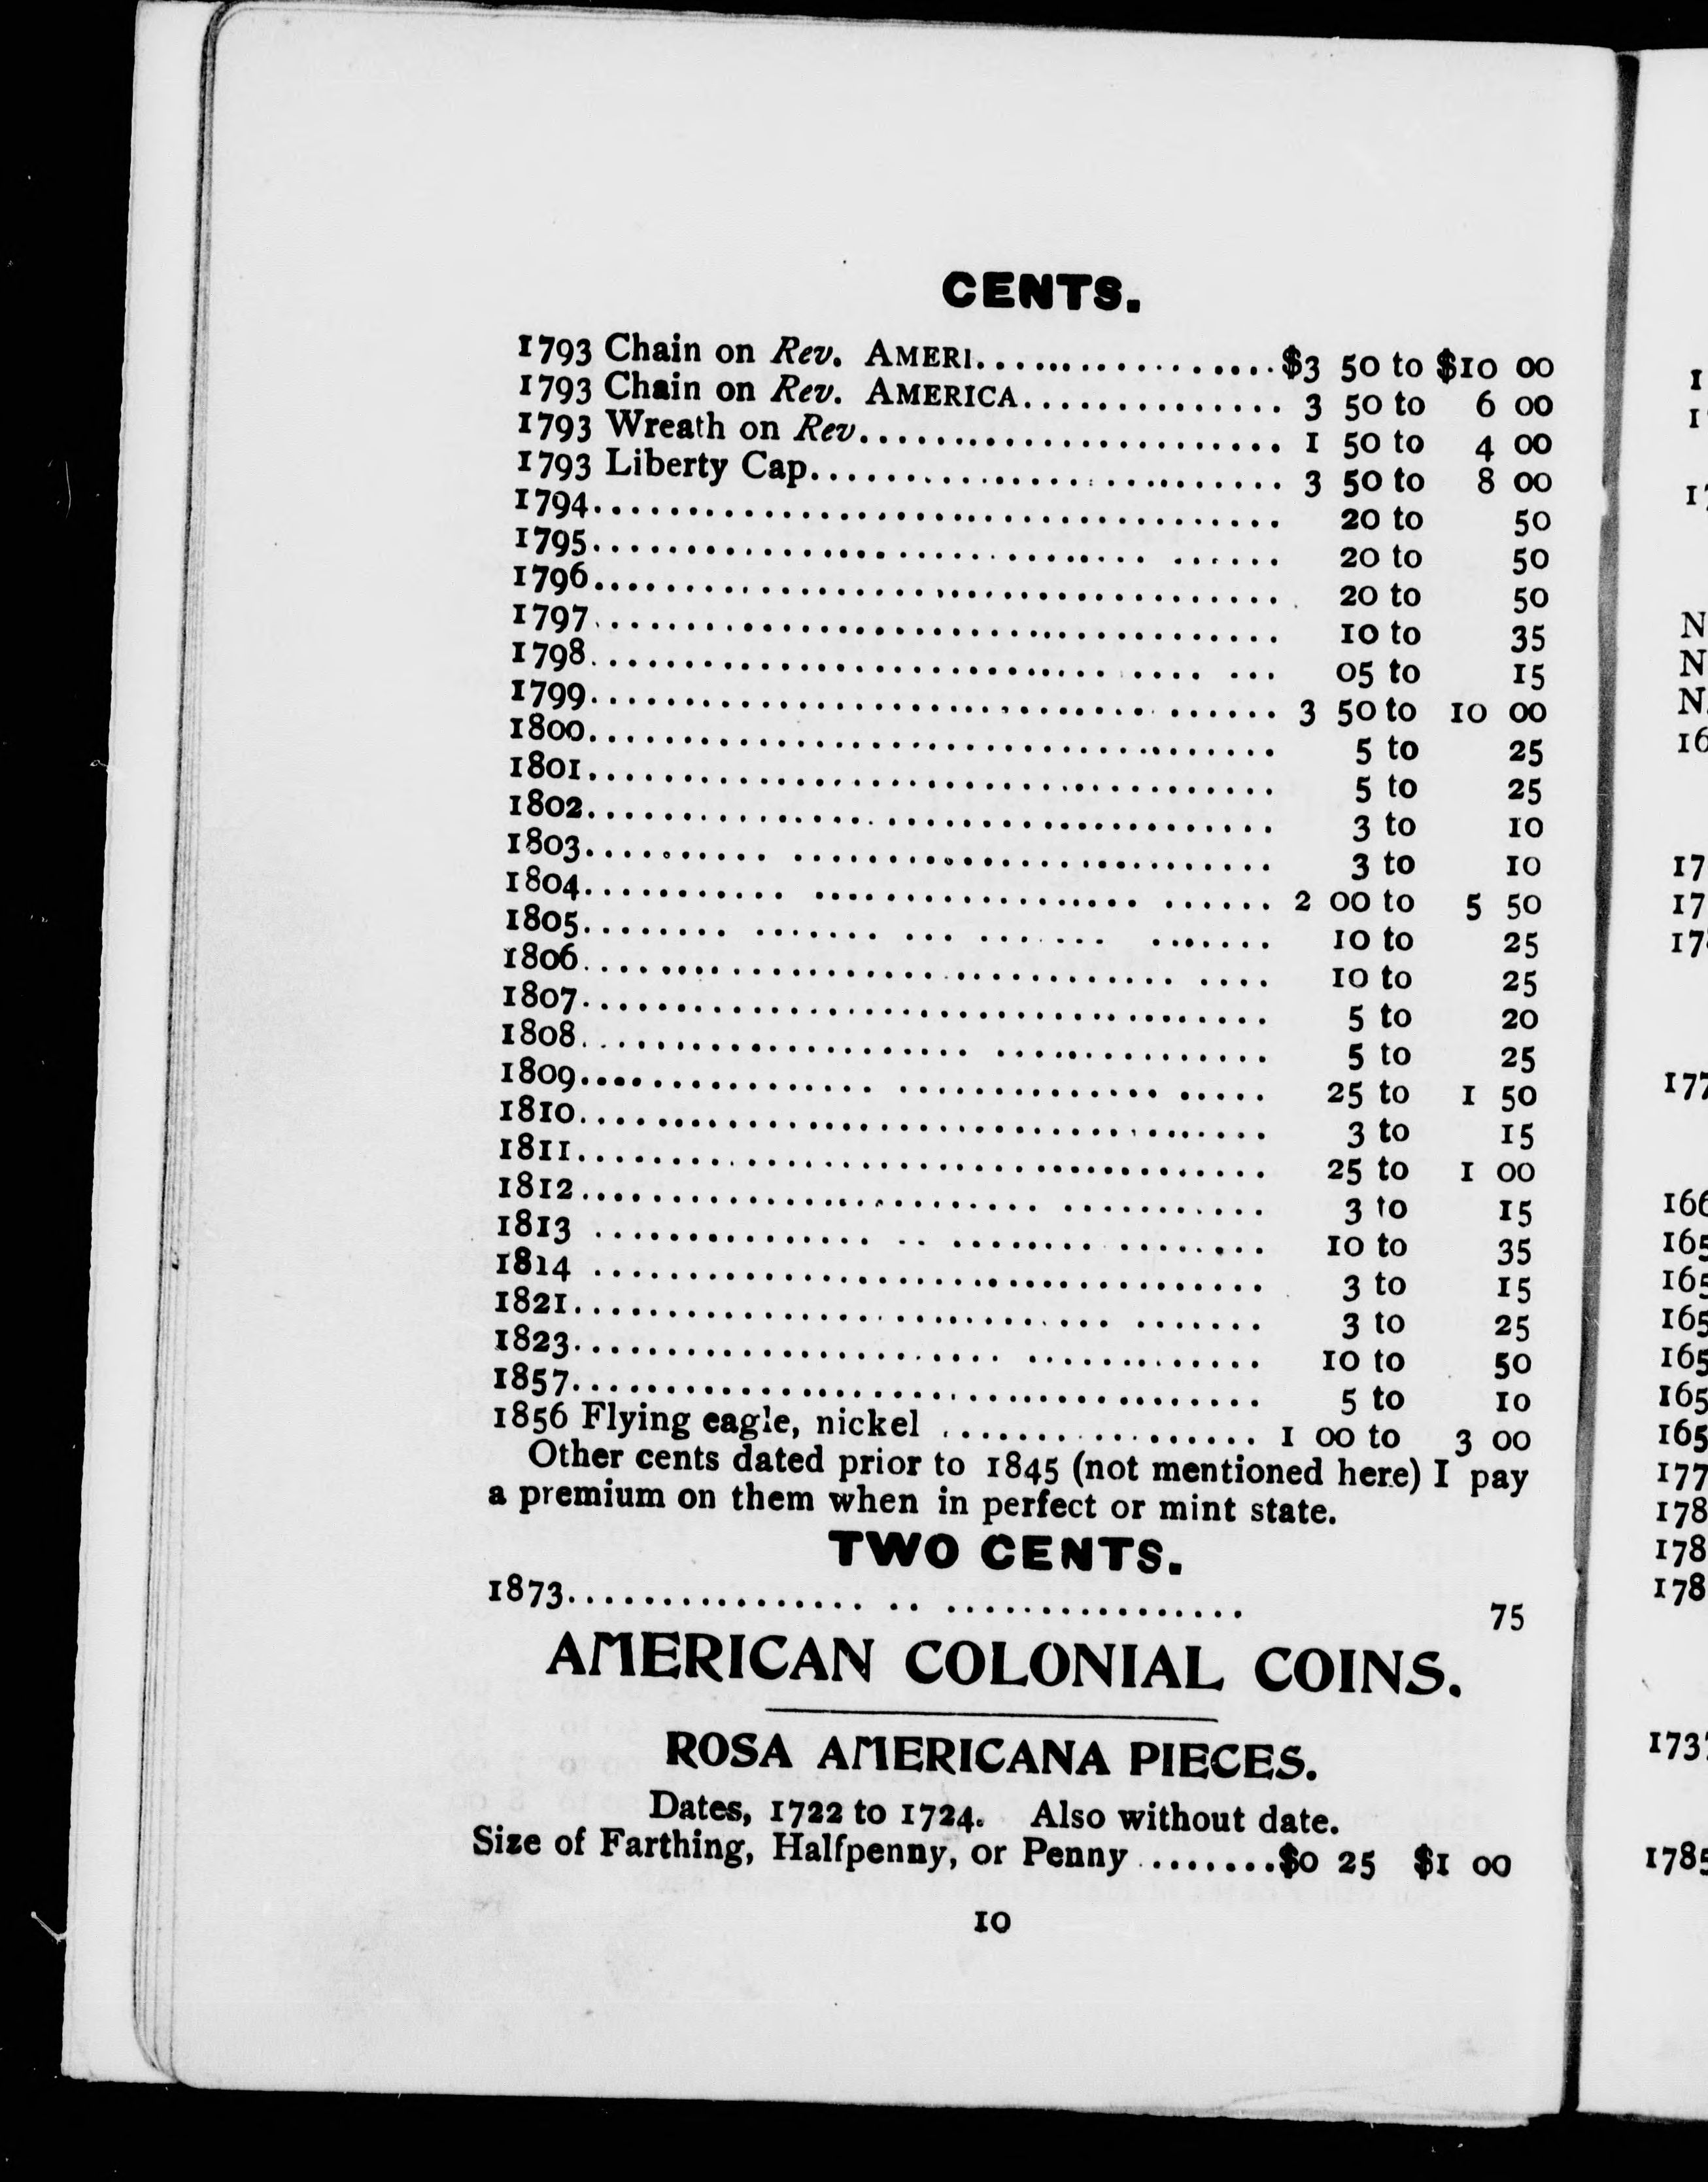 CENTS.
1793 Chain on Rev. AMERI..................$3 50 to $10 00
1793 Chain on Rev. AMERICA.............. 3 50 to 6 00
1793 Wreath on Rev....................... 1 50 to 4 00
1793 Liberty Cap......................... 3 50 to 8 00
1794..................................... 20 to 50
1795..................................... 20 to 50
1796..................................... 20 to 50
1797..................................... 10 to 35
1798..................................... 05 to 15
1799..................................... 3 50 to 10 00
1800..................................... 5 to 25
1801..................................... 5 to 25
1802..................................... 3 to 10
1803..................................... 3 to 10
1804..................................... 2 00 to 5 50
1805..................................... 10 to 25
1806..................................... 10 to 25
1807..................................... 5 to 20
1808..................................... 5 to 25
1809..................................... 25 to 1 50
1810..................................... 3 to 15
1811..................................... 25 to 1 00
1812..................................... 3 to 15
1813 .................................... 10 to 35
1814 .................................... 3 to 15
1821..................................... 3 to 25
1823..................................... 10 to 50
1857..................................... 5 to 10
1856 Flying eagle, nickel ................. 1 00 to 3 00
Other cents dated prior to 1845 (not mentioned here) I pay
a premium on them when in perfect or mint state.
TWO CENTS.
1873..................................... 75
AMERICAN COLONIAL COINS.
ROSA AMERICANA PIECES.
Dates, 1722 to 1724. Also without date.
Size of Farthing, Halfpenny, or Penny ........$0 25 $1 00
10